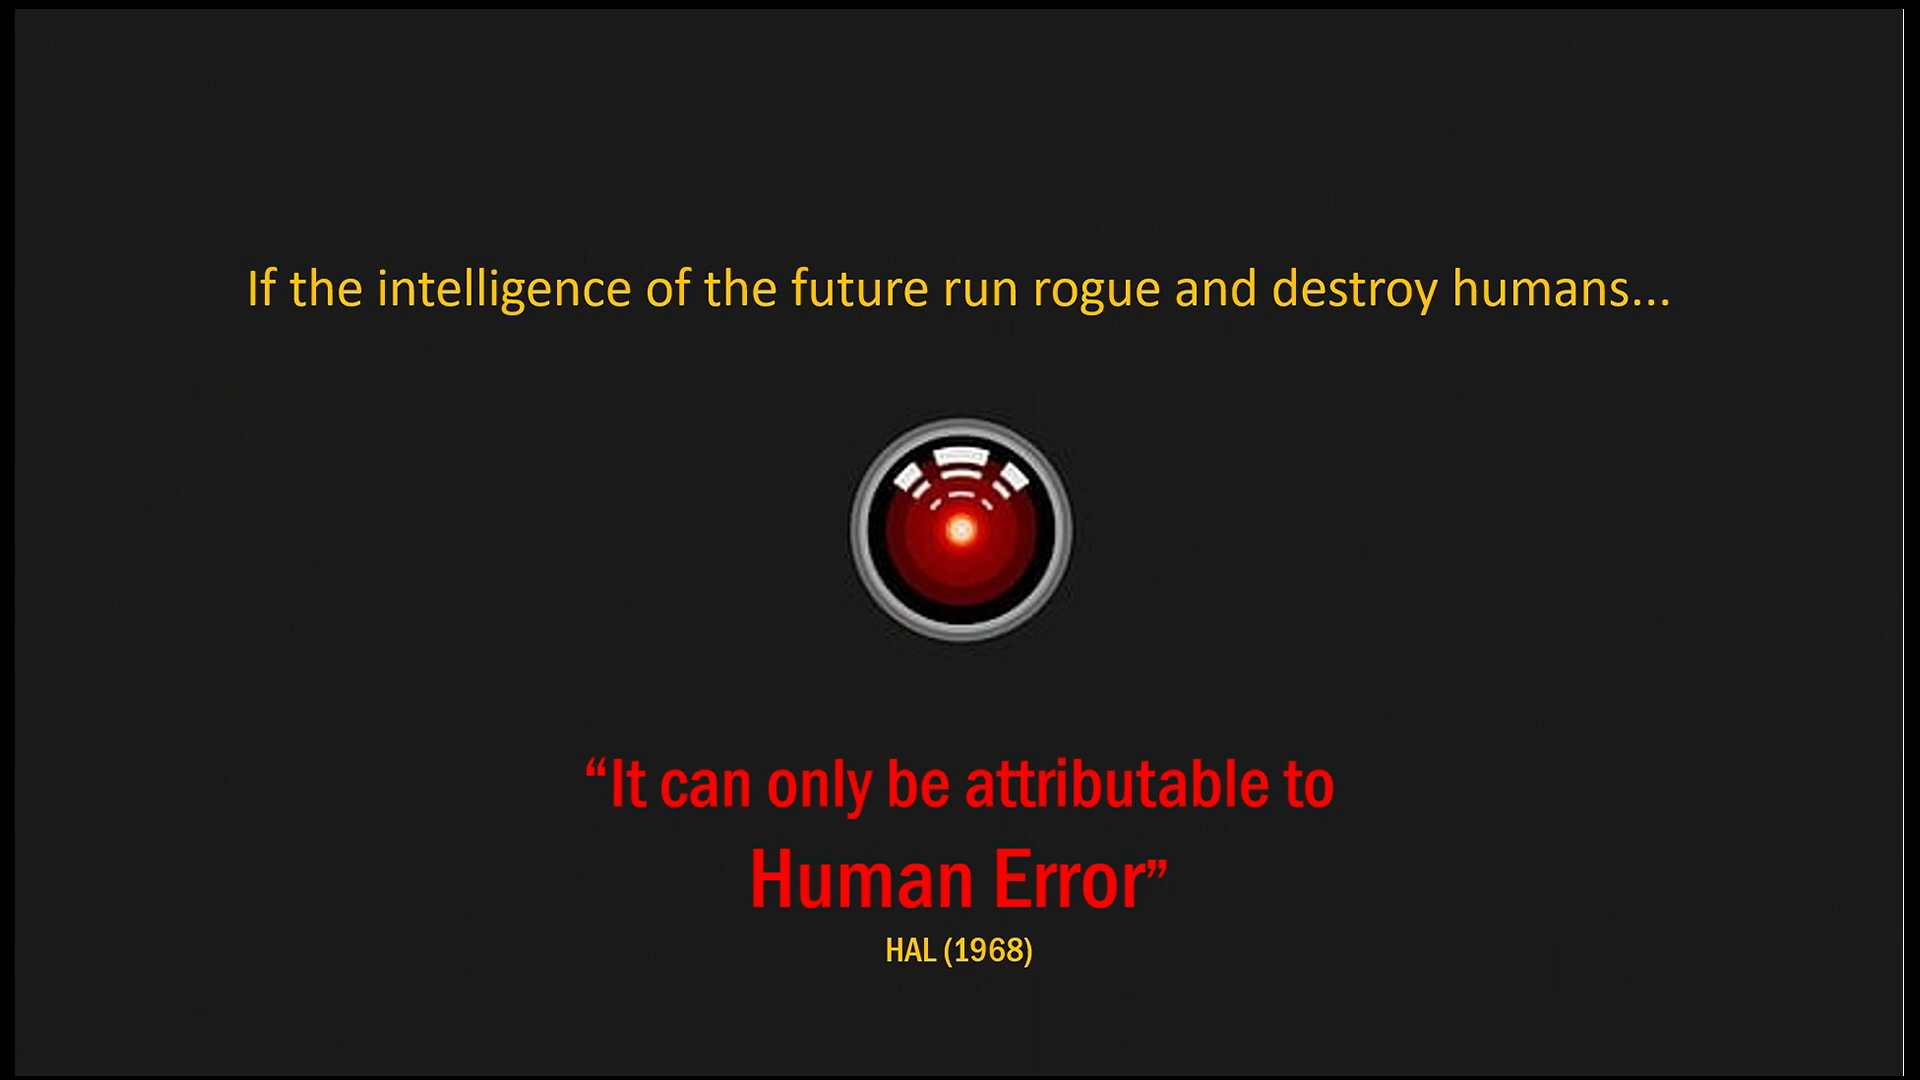 If the intelligence of the future run rogue and destroy humans...
“It can only be attributable to
Human Error”
HAL (1968)